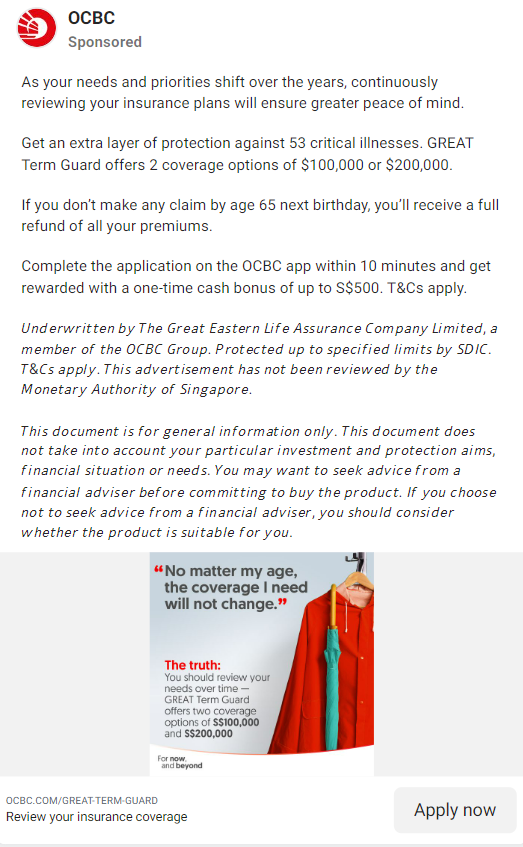 OCBC
Sponsored
As your needs and priorities shift over the years, continuously
reviewing your insurance plans will ensure greater peace of mind.
Get an extra layer of protection against 53 critical illnesses. GREAT
Term Guard offers 2 coverage options of $100,000 or $200,000.
If you don’t make any claim by age 65 next birthday, you’ll receive a full
refund of all your premiums.
Complete the application on the OCBC app within 10 minutes and get
rewarded with a one-time cash bonus of up to S$500. T&Cs apply.
Underwritten by The Great Eastern Life Assurance Company Limited, a
member of the OCBC Group. Protected up to specified limits by SDIC.
T&Cs apply. This advertisement has not been reviewed by the
Monetary Authority of Singapore.
This document is for general information only. This document does
not take into account your particular investment and protection aims,
financial situation or needs. You may want to seek advice from a
financial adviser before committing to buy the product. If you choose
not to seek advice from a financial adviser, you should consider
whether the product is suitable for you.
“No matter my age,
the coverage I need
will not change.”
The truth:
You should review your
needs over time —
GREAT Term Guard
offers two coverage
options of S$100,000
and S$200,000
For now,
and beyond
OCBC.COM/GREAT-TERM-GUARD
Review your insurance coverage
Apply now